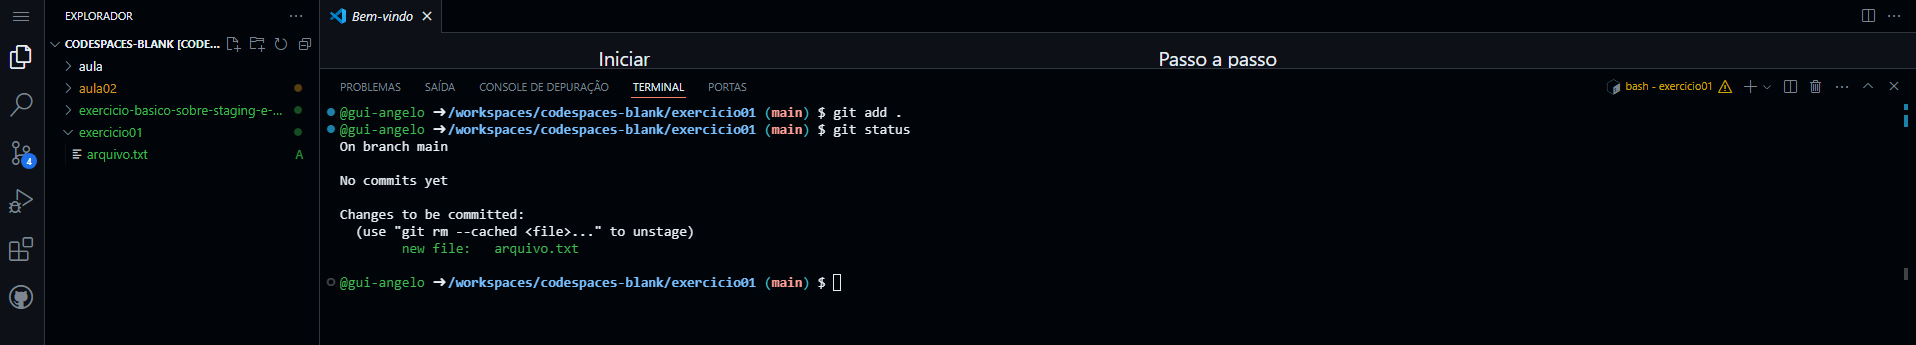 EXPLORADOR
CODESPACES-BLANK [CODE...
aula
aula02
exercicio-basico-sobre-staging-e-...
exercicio01
arquivo.txt A
4
Bem-vindo
Iniciar Passo a passo
PROBLEMAS SAÍDA CONSOLE DE DEPURAÇÃO TERMINAL PORTAS
bash - exercicio01
@gui-angelo ➜/workspaces/codespaces-blank/exercicio01 (main) $ git add .
@gui-angelo ➜/workspaces/codespaces-blank/exercicio01 (main) $ git status
On branch main
No commits yet
Changes to be committed:
(use "git rm --cached <file>..." to unstage)
new file: arquivo.txt
@gui-angelo ➜/workspaces/codespaces-blank/exercicio01 (main) $